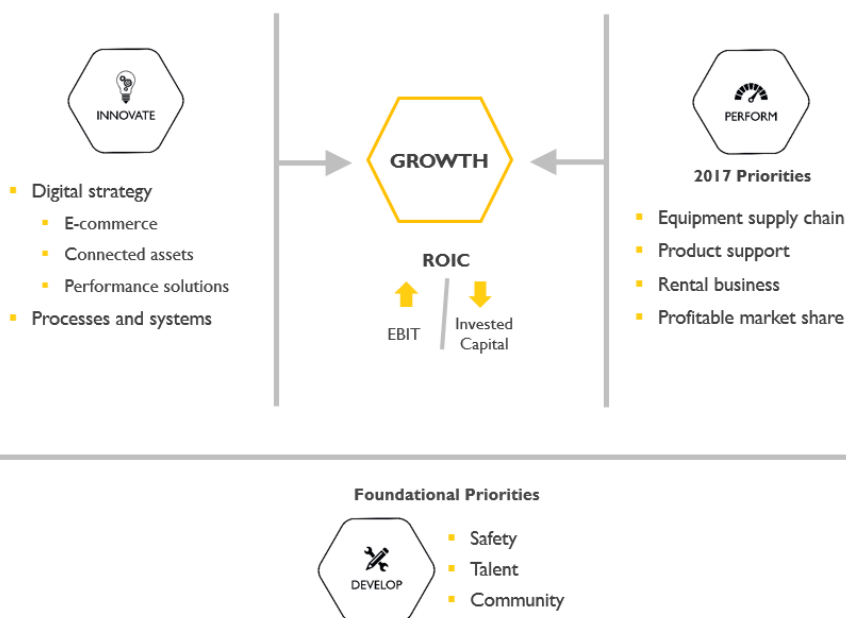 INNOVATE
Digital strategy
E-commerce
Connected assets
Performance solutions
Processes and systems
GROWTH
ROIC
EBIT
Invested
Capital
PERFORM
2017 Priorities
Equipment supply chain
Product support
Rental business
Profitable market share
Foundational Priorities
DEVELOP
Safety
Talent
Community